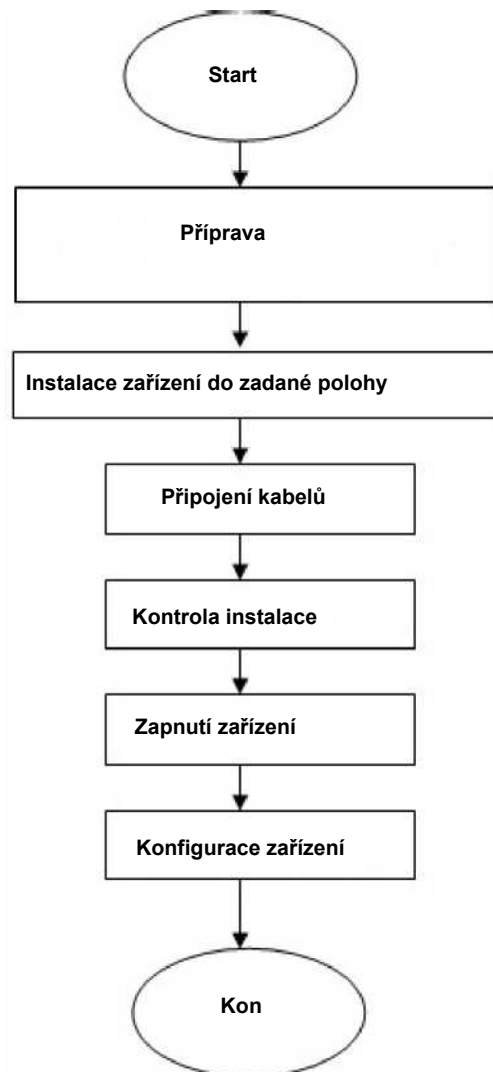 Start
Příprava
Instalace zařízení do zadané polohy
Připojení kabelů
Kontrola instalace
Zapnutí zařízení
Konfigurace zařízení
Kon